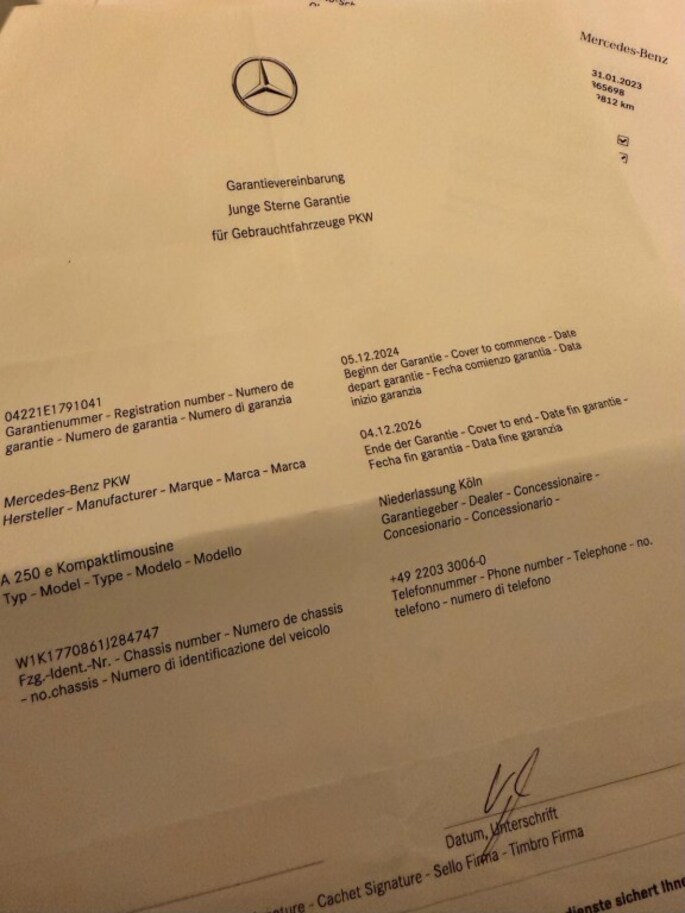 Mercedes-Benz
31.01.2023
365698
812 km
Garantievereinbarung
Junge Sterne Garantie
für Gebrauchtfahrzeuge PKW
04221E1791041
Garantienummer - Registration number - Numero de
garantie - Numero de garantia - Numero di garanzia
Mercedes-Benz PKW
Hersteller - Manufacturer - Marque - Marca - Marca
A 250 e Kompaktlimousine
Typ - Model - Type - Modelo - Modello
W1K1770861J284747
Fzg.-Ident.-Nr. - Chassis number - Numero de chassis
- no.chassis - Numero di identificazione del veicolo
05.12.2024
Beginn der Garantie - Cover to commence - Date
depart garantie - Fecha comienzo garantia - Data
inizio garanzia
04.12.2026
Ende der Garantie - Cover to end - Date fin garantie -
Fecha fin garantia - Data fine garanzia
Niederlassung Köln
Garantiegeber - Dealer - Concessionaire -
Concesionario - Concessionario -
+49 2203 3006-0
Telefonnummer - Phone number - Telephone - no.
telefono - numero di telefono
Datum, Unterschrift
- Cachet Signature - Sello Firma - Timbro Firma
dienste sichert Ihne